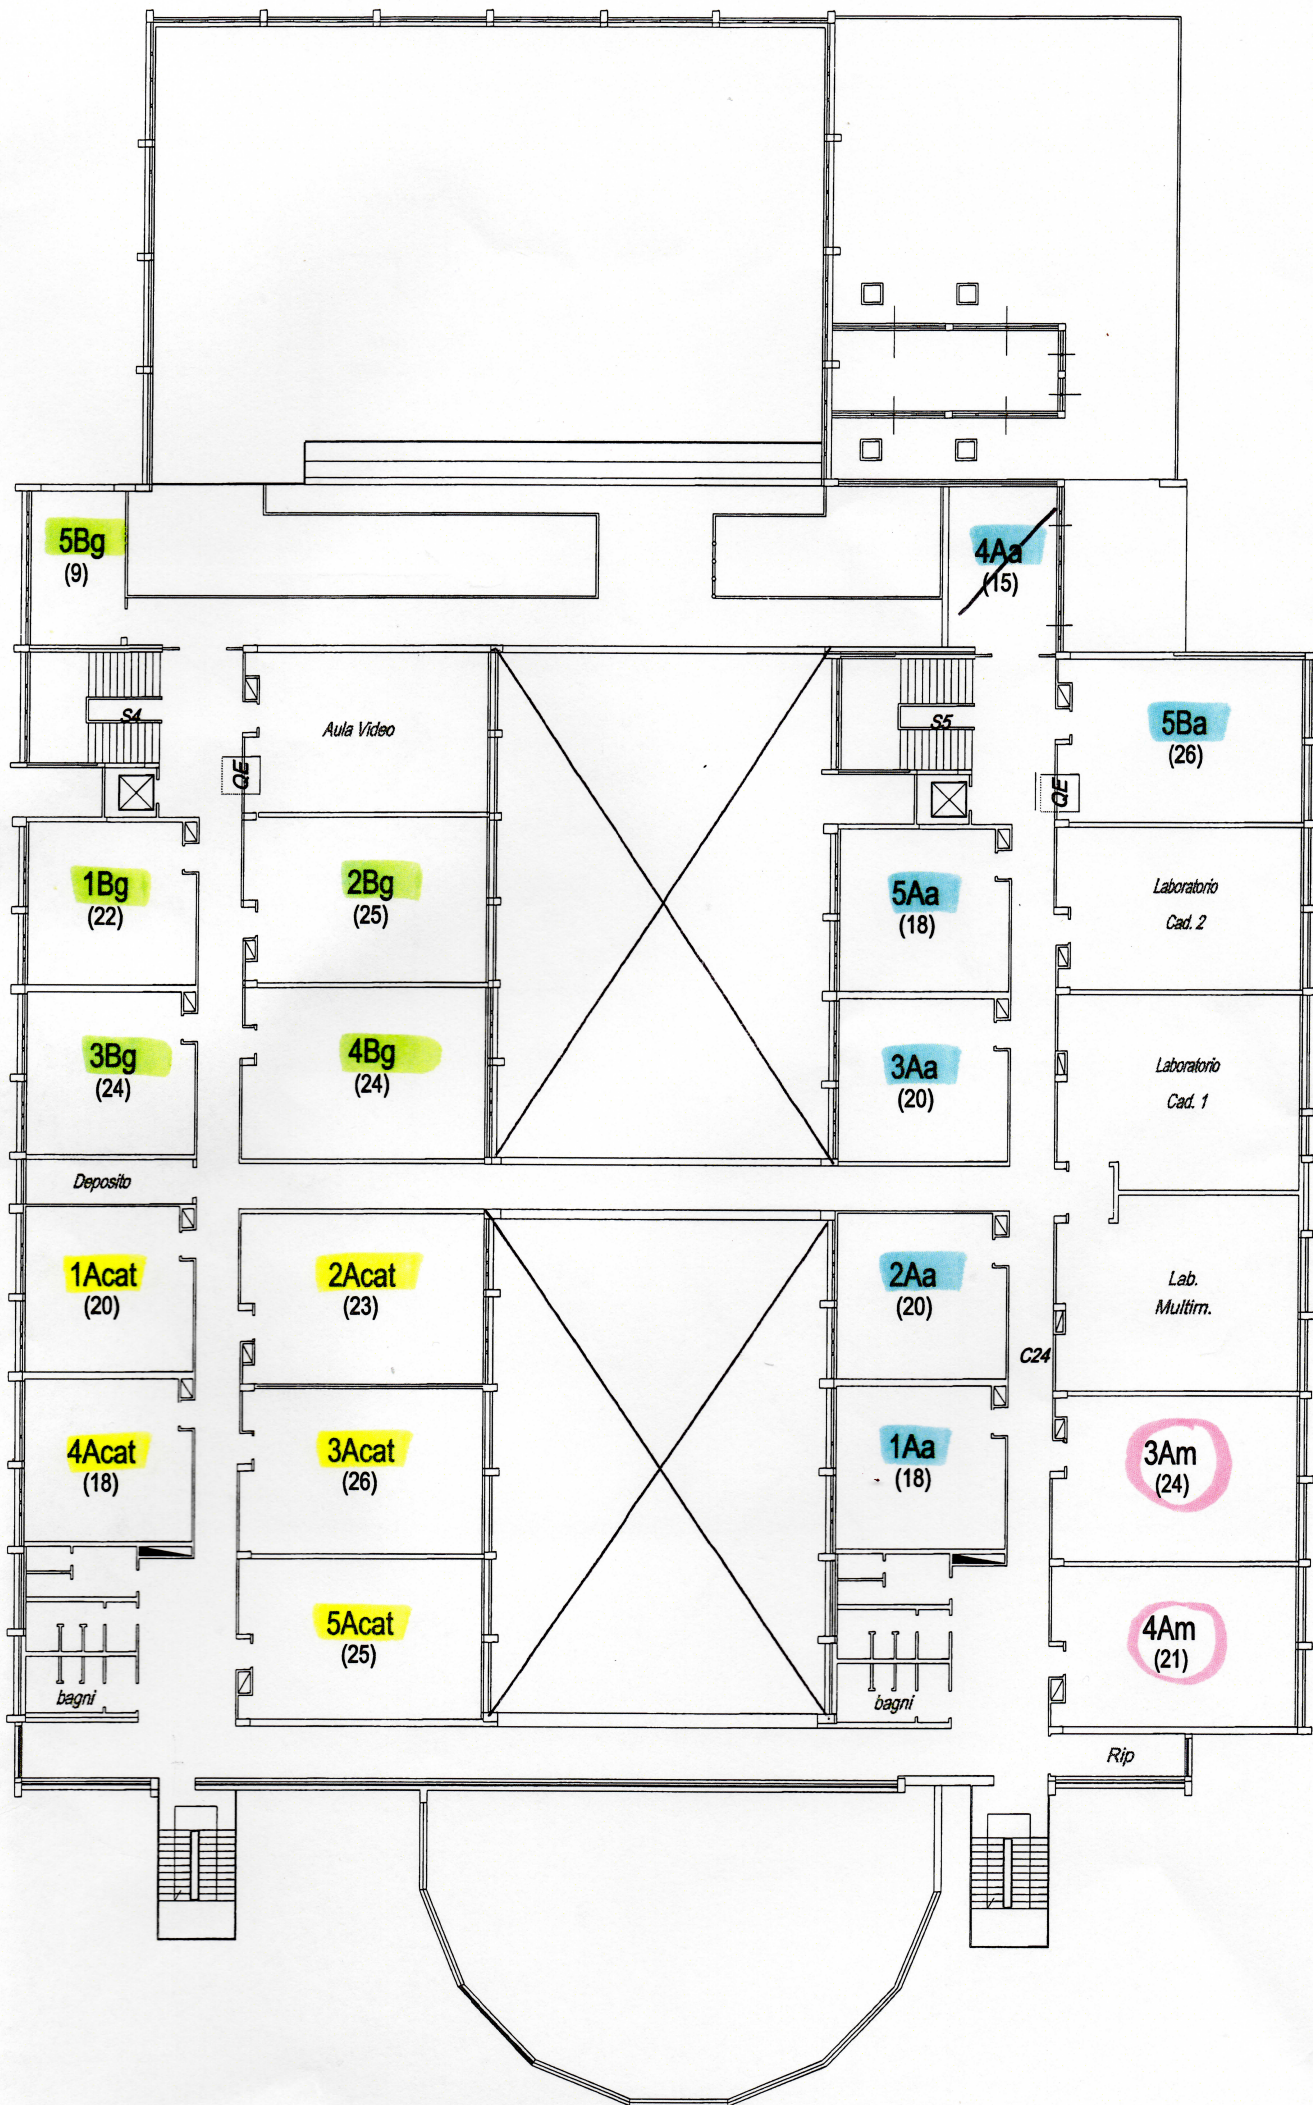 5Bg
(9)
4Aa
(15)
S4
Aula Video
S5
5Ba
(26)
QE
QE
1Bg
(22)
2Bg
(25)
5Aa
(18)
Laboratorio
Cad. 2
3Bg
(24)
4Bg
(24)
3Aa
(20)
Laboratorio
Cad. 1
Deposito
1Acat
(20)
2Acat
(23)
2Aa
(20)
Lab.
Multim.
C24
4Acat
(18)
3Acat
(26)
1Aa
(18)
3Am
(24)
5Acat
(25)
4Am
(21)
bagni
bagni
Rip